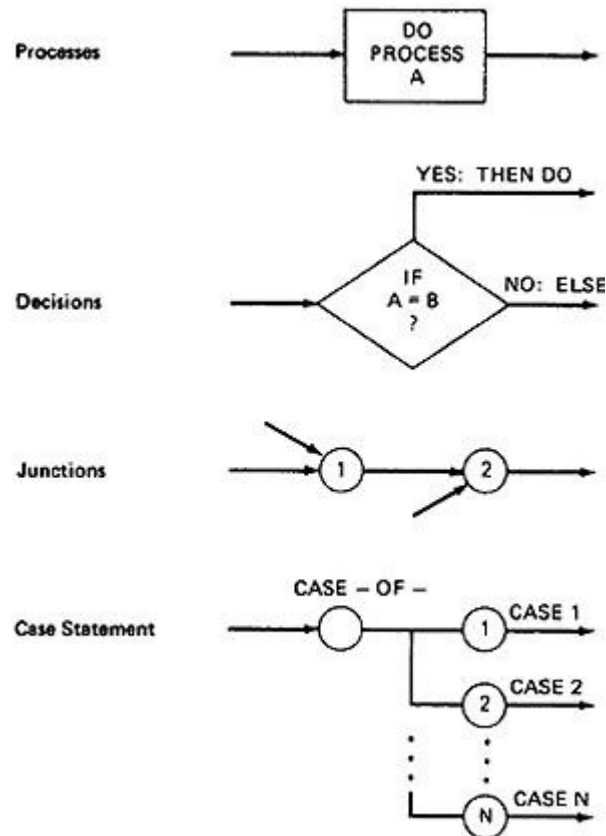 Processes
DO
PROCESS
A
YES: THEN DO
Decisions
IF
A = B
?
NO: ELSE
Junctions
1
2
CASE – OF –
Case Statement
1
CASE 1
2
CASE 2
N
CASE N